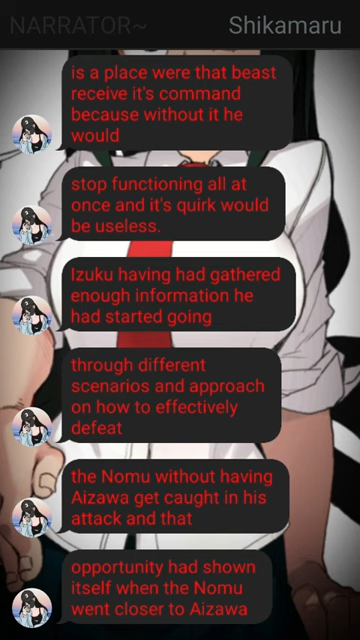 NARRATOR~
Shikamaru
is a place were that beast
receive it's command
because without it he
would
stop functioning all at
once and it's quirk would
be useless.
Izuku having had gathered
enough information he
had started going
through different
scenarios and approach
on how to effectively
defeat
the Nomu without having
Aizawa get caught in his
attack and that
opportunity had shown
itself when the Nomu
went closer to Aizawa